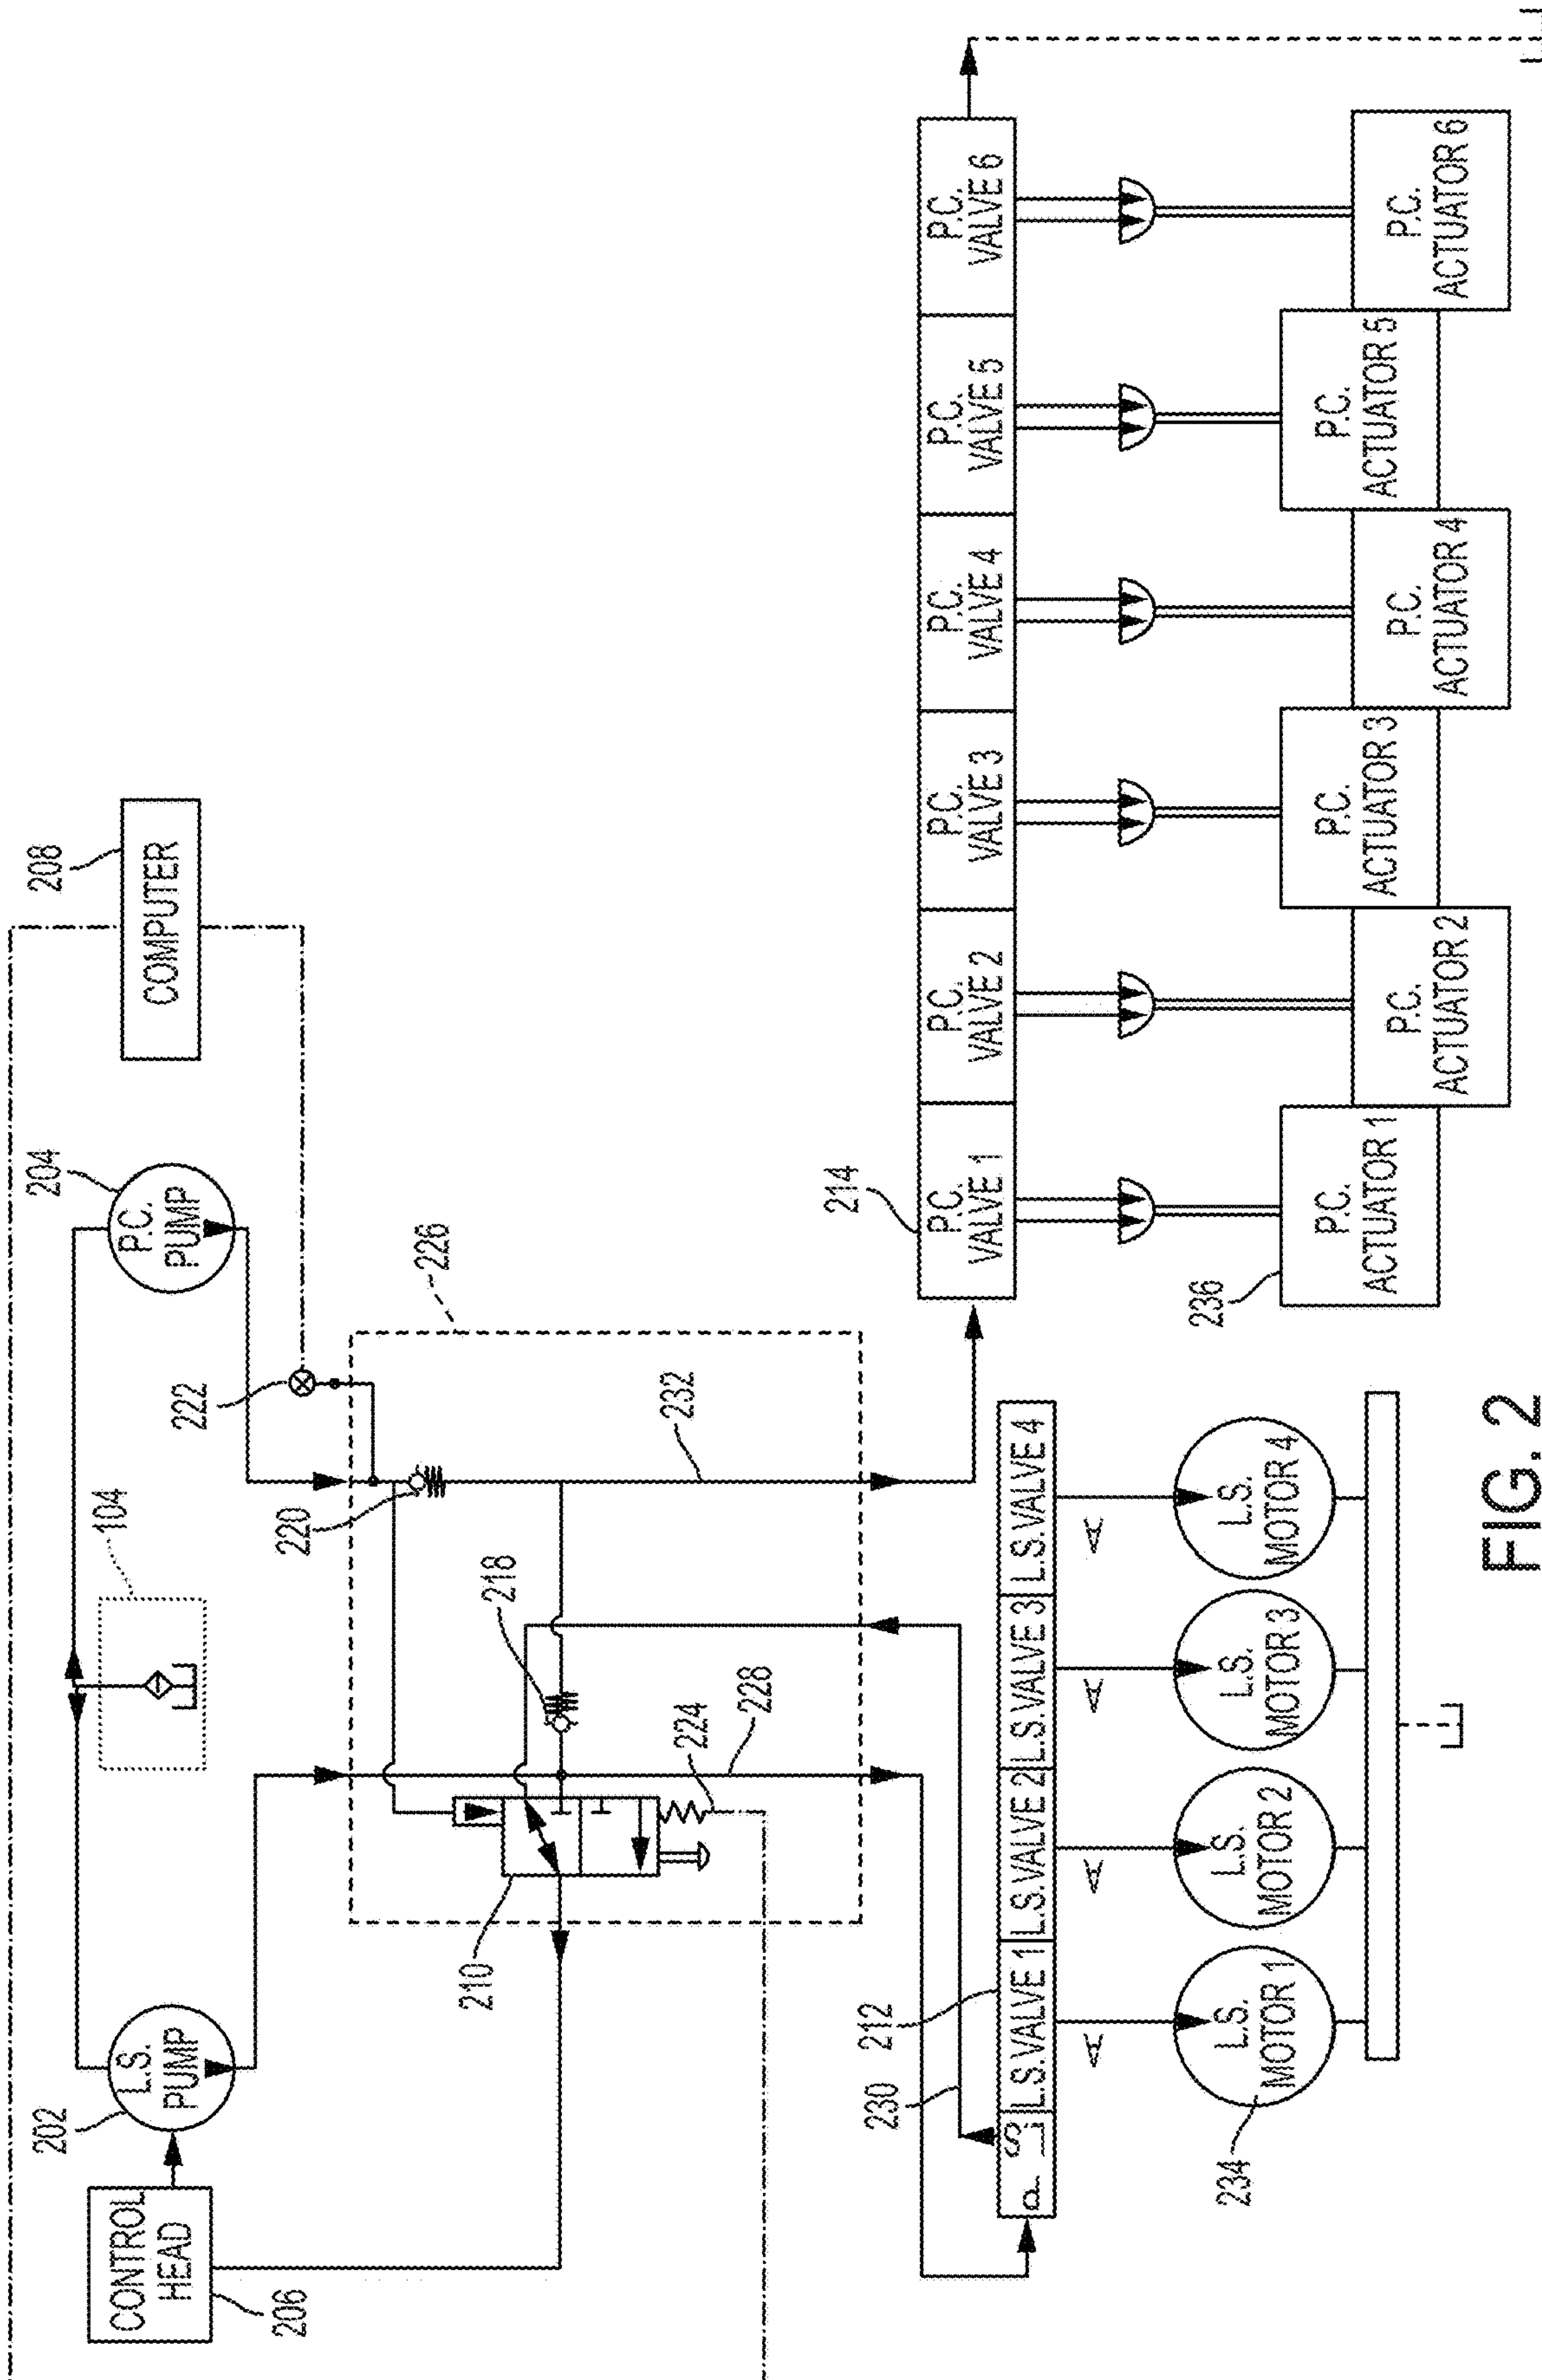 208
COMPUTER
204
P.C.
PUMP
104
L.S.
PUMP
202
CONTROL
HEAD
206
222
226
220
232
218
228
224
210
214
P.C.
VALVE 1
P.C.
VALVE 2
P.C.
VALVE 3
P.C.
VALVE 4
P.C.
VALVE 5
P.C.
VALVE 6
236
P.C.
ACTUATOR 1
P.C.
ACTUATOR 2
P.C.
ACTUATOR 3
P.C.
ACTUATOR 4
P.C.
ACTUATOR 5
P.C.
ACTUATOR 6
230
212
P
LS
L.S.VALVE 1
L.S.VALVE 2
L.S.VALVE 3
L.S.VALVE 4
A
A
A
A
L.S.
MOTOR 1
L.S.
MOTOR 2
L.S.
MOTOR 3
L.S.
MOTOR 4
234
FIG. 2